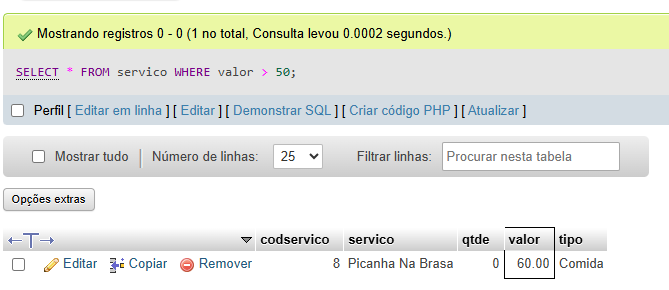 Mostrando registros 0 - 0 (1 no total, Consulta levou 0.0002 segundos.)
SELECT * FROM servico WHERE valor > 50;
Perfil [ Editar em linha ] [ Editar ] [ Demonstrar SQL ] [ Criar código PHP ] [ Atualizar ]
Mostrar tudo | Número de linhas: 25 Filtrar linhas: Procurar nesta tabela
Opções extras
←T→ codservico servico qtde valor tipo
Editar Copiar Remover 8 Picanha Na Brasa 0 60.00 Comida